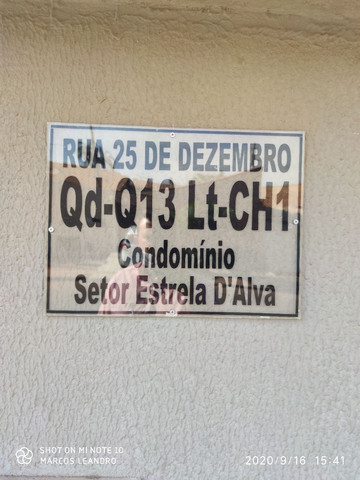 RUA 25 DE DEZEMBRO
Qd-Q13 Lt-CH1
Condomínio
Setor Estrela D'Alva
SHOT ON MI NOTE 10
MARCOS LEANDRO
2020/9/16 15:41